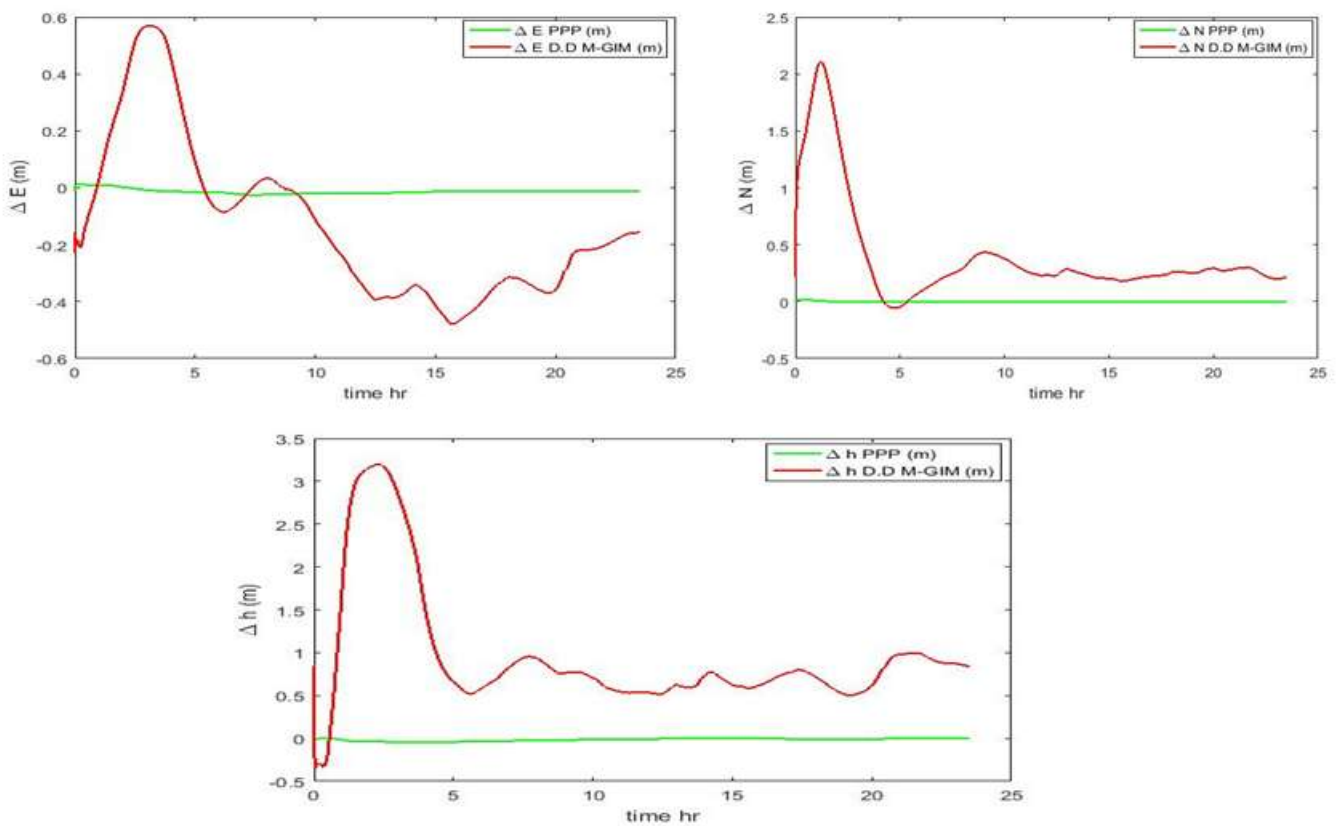 Δ E PPP (m)
Δ E D.D M-GIM (m)
0.6
0.4
0.2
0
-0.2
-0.4
-0.6
Δ E (m)
0 5 10 15 20 25
time hr
Δ N PPP (m)
Δ N D.D M-GIM (m)
2.5
2
1.5
1
0.5
0
-0.5
Δ N (m)
0 5 10 15 20 25
time hr
Δ h PPP (m)
Δ h D.D M-GIM (m)
3.5
3
2.5
2
1.5
1
0.5
0
-0.5
Δ h (m)
0 5 10 15 20 25
time hr